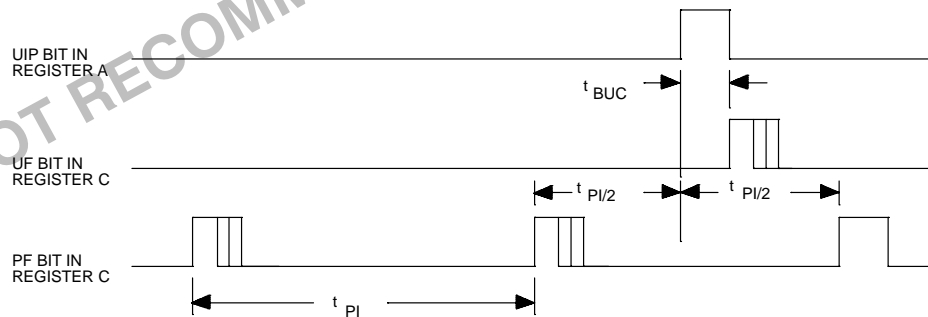 OT RECOMM
UIP BIT IN
REGISTER A
t BUC
UF BIT IN
REGISTER C
t PI/2
t PI/2
PF BIT IN
REGISTER C
t PI